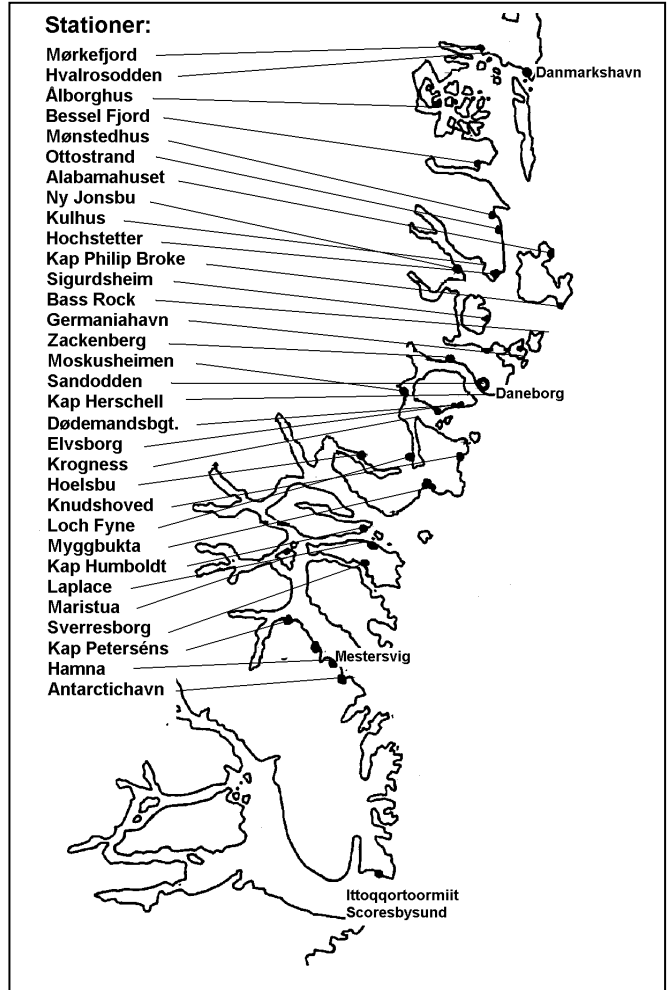 Stationer:
Mørkefjord
Hvalrosodden
Ålborghus
Bessel Fjord
Mønstedhus
Ottostrand
Alabamahuset
Ny Jonsbu
Kulhus
Hochstetter
Kap Philip Broke
Sigurdsheim
Bass Rock
Germaniahavn
Zackenberg
Moskusheimen
Sandodden
Kap Herschell
Dødemandsbgt.
Elvsborg
Krogness
Hoelsbu
Knudshoved
Loch Fyne
Myggbukta
Kap Humboldt
Laplace
Maristua
Sverresborg
Kap Peterséns
Hamna
Antarctichavn
Danmarkshavn
Daneborg
Mestersvig
Ittoqqortoormiit
Scoresbysund